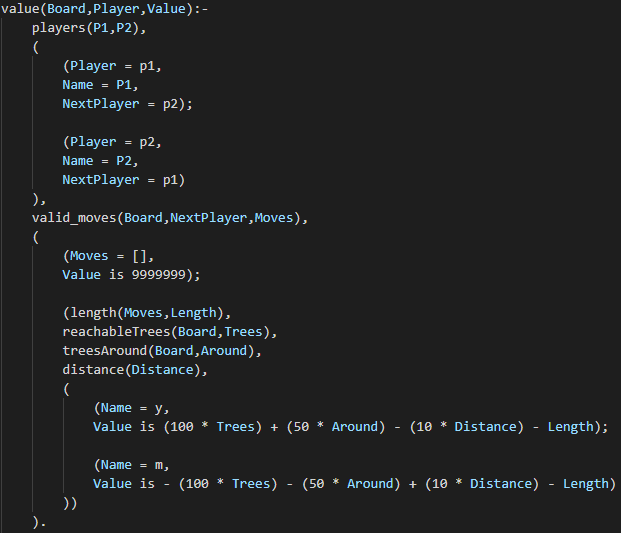 value(Board,Player,Value):-
players(P1,P2),
(
(Player = p1,
Name = P1,
NextPlayer = p2);
(Player = p2,
Name = P2,
NextPlayer = p1)
),
valid_moves(Board,NextPlayer,Moves),
(
(Moves = [],
Value is 9999999);
(length(Moves,Length),
reachableTrees(Board,Trees),
treesAround(Board,Around),
distance(Distance),
(
(Name = y,
Value is (100 * Trees) + (50 * Around) - (10 * Distance) - Length);
(Name = m,
Value is - (100 * Trees) - (50 * Around) + (10 * Distance) - Length)
))
).